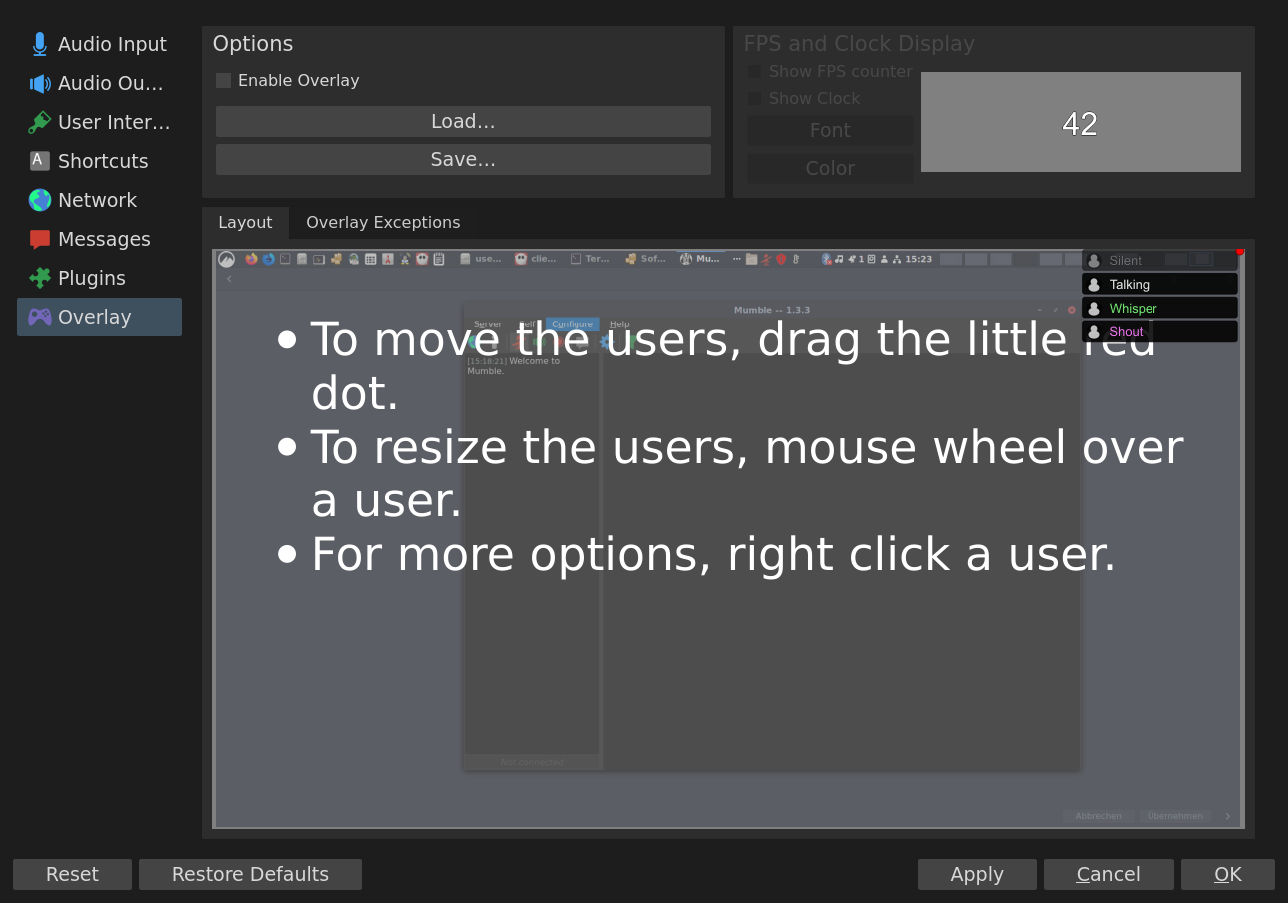 Audio Input
Audio Ou...
User Inter...
Shortcuts
Network
Messages
Plugins
Overlay
Options
Enable Overlay
Load...
Save...
FPS and Clock Display
Show FPS counter
Show Clock
Font
Color
42
Layout
Overlay Exceptions
use...
clie...
Ter...
Sof...
Mu...
1
15:23
Silent
Talking
Whisper
Shout
Mumble -- 1.3.3
Server Self Configure Help
[15:18:21] Welcome to
Mumble.
• To move the users, drag the little red
dot.
• To resize the users, mouse wheel over
a user.
• For more options, right click a user.
Not connected
Abbrechen
Übernehmen
Reset
Restore Defaults
Apply
Cancel
OK